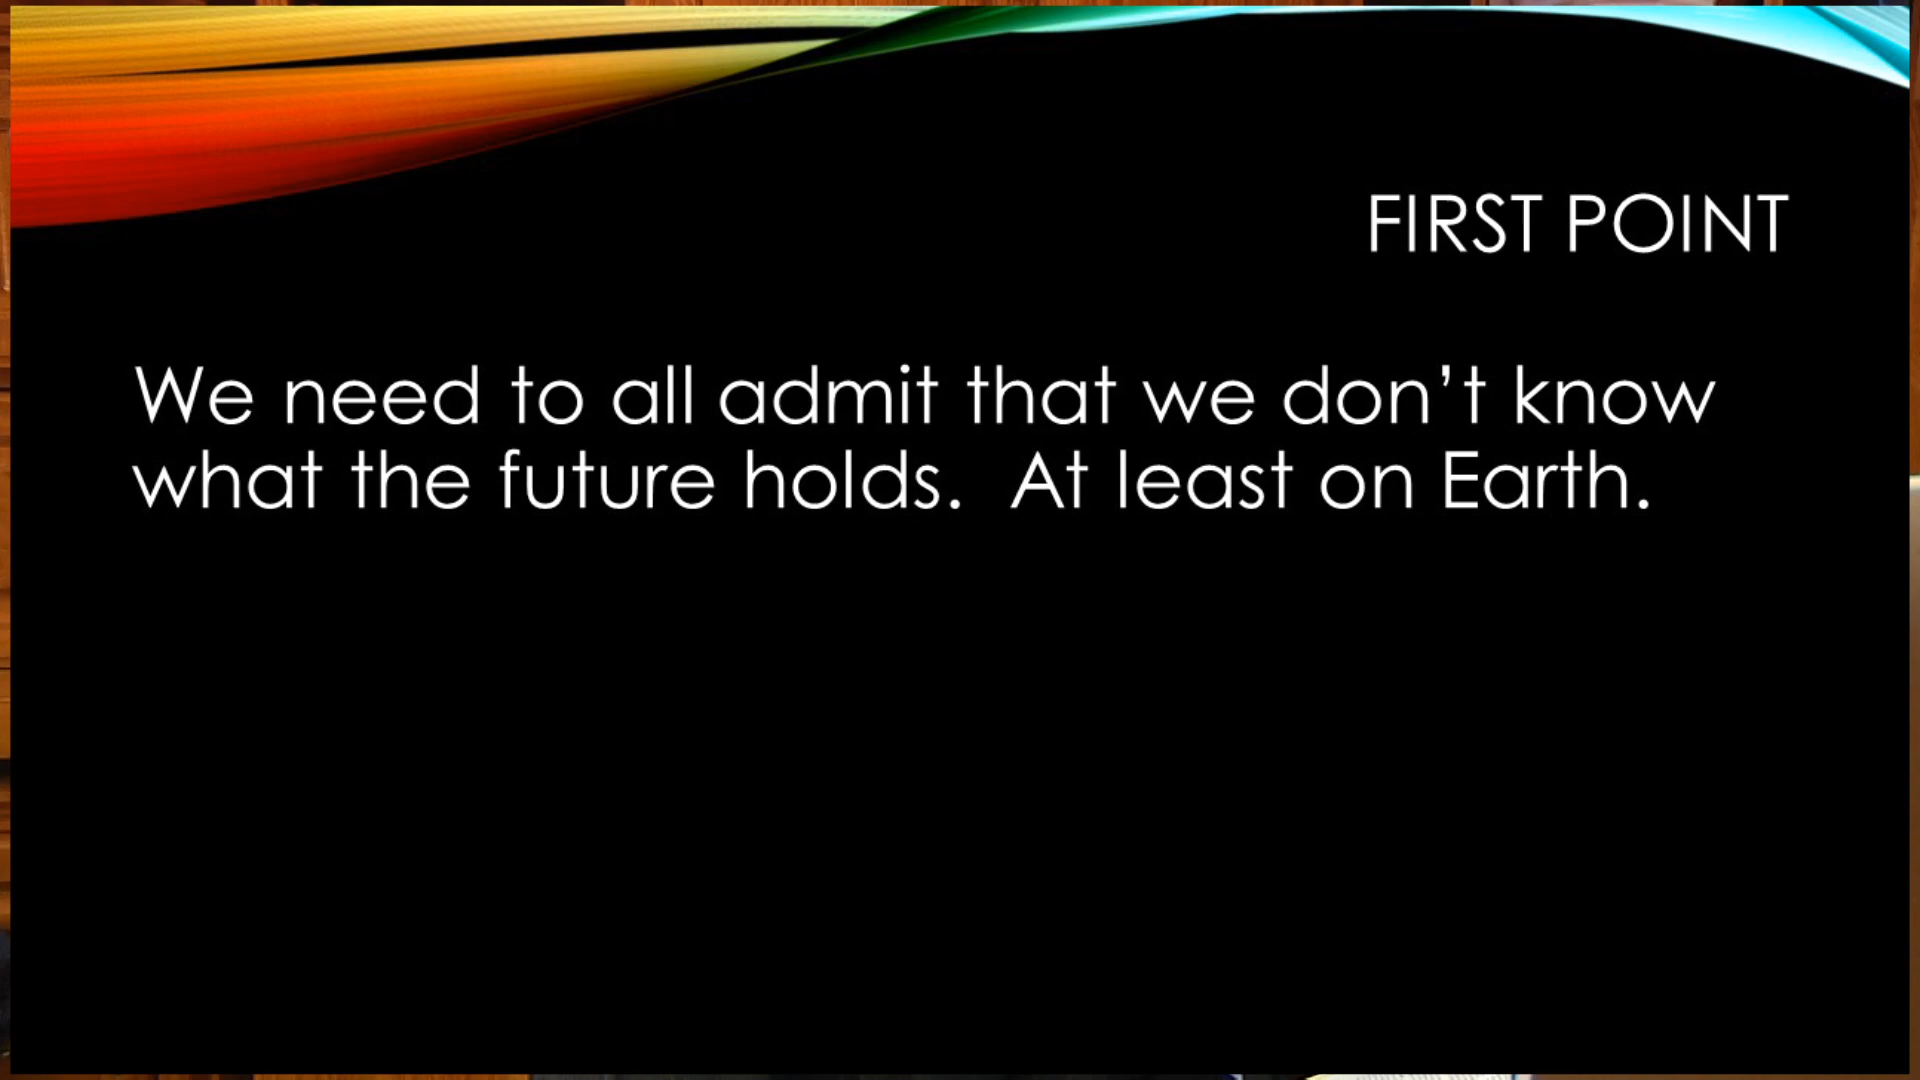 FIRST POINT
We need to all admit that we don’t know
what the future holds.  At least on Earth.